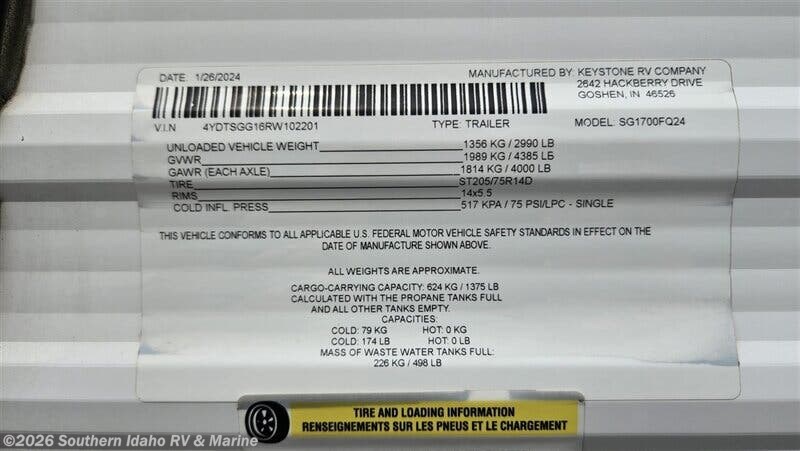 DATE: 1/26/2024 MANUFACTURED BY: KEYSTONE RV COMPANY
2642 HACKBERRY DRIVE
GOSHEN, IN 46526
V.I.N 4YDTSGG16RW102201 TYPE: TRAILER MODEL: SG1700FQ24
UNLOADED VEHICLE WEIGHT 1356 KG / 2990 LB
GVWR 1989 KG / 4385 LB
GAWR (EACH AXLE) 1814 KG / 4000 LB
TIRE ST205/75R14D
RIMS 14x5.5
COLD INFL. PRESS 517 KPA / 75 PSI/LPC - SINGLE
THIS VEHICLE CONFORMS TO ALL APPLICABLE U.S. FEDERAL MOTOR VEHICLE SAFETY STANDARDS IN EFFECT ON THE
DATE OF MANUFACTURE SHOWN ABOVE.
ALL WEIGHTS ARE APPROXIMATE.
CARGO-CARRYING CAPACITY: 624 KG / 1375 LB
CALCULATED WITH THE PROPANE TANKS FULL
AND ALL OTHER TANKS EMPTY.
CAPACITIES:
COLD: 79 KG HOT: 0 KG
COLD: 174 LB HOT: 0 LB
MASS OF WASTE WATER TANKS FULL:
226 KG / 498 LB
TIRE AND LOADING INFORMATION
RENSEIGNEMENTS SUR LES PNEUS ET LE CHARGEMENT
©2026 Southern Idaho RV & Marine